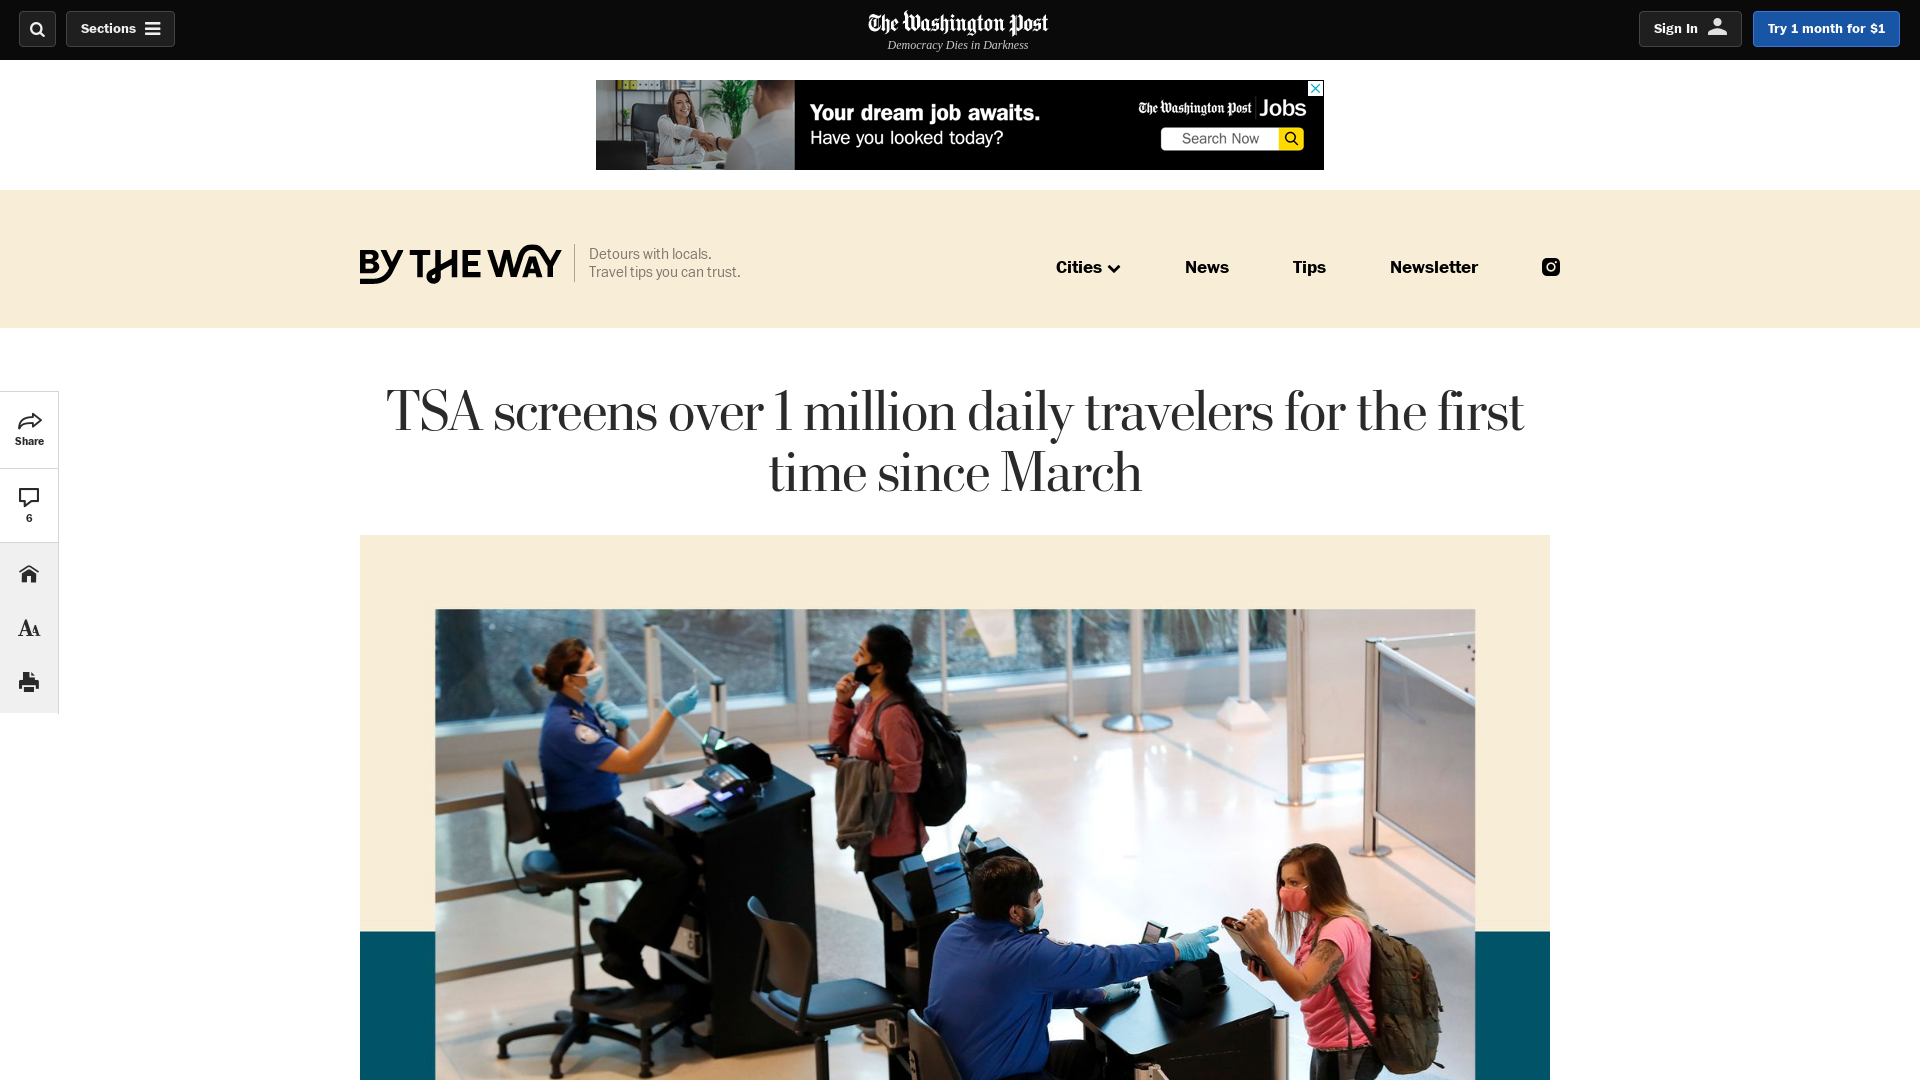 Sections
The Washington Post
Democracy Dies in Darkness
Sign In
Try 1 month for $1
Your dream job awaits.
Have you looked today?
The Washington Post Jobs
Search Now
BY THE WAY
Detours with locals.
Travel tips you can trust.
Cities
News
Tips
Newsletter
Share
6
AA
TSA screens over 1 million daily travelers for the first
time since March